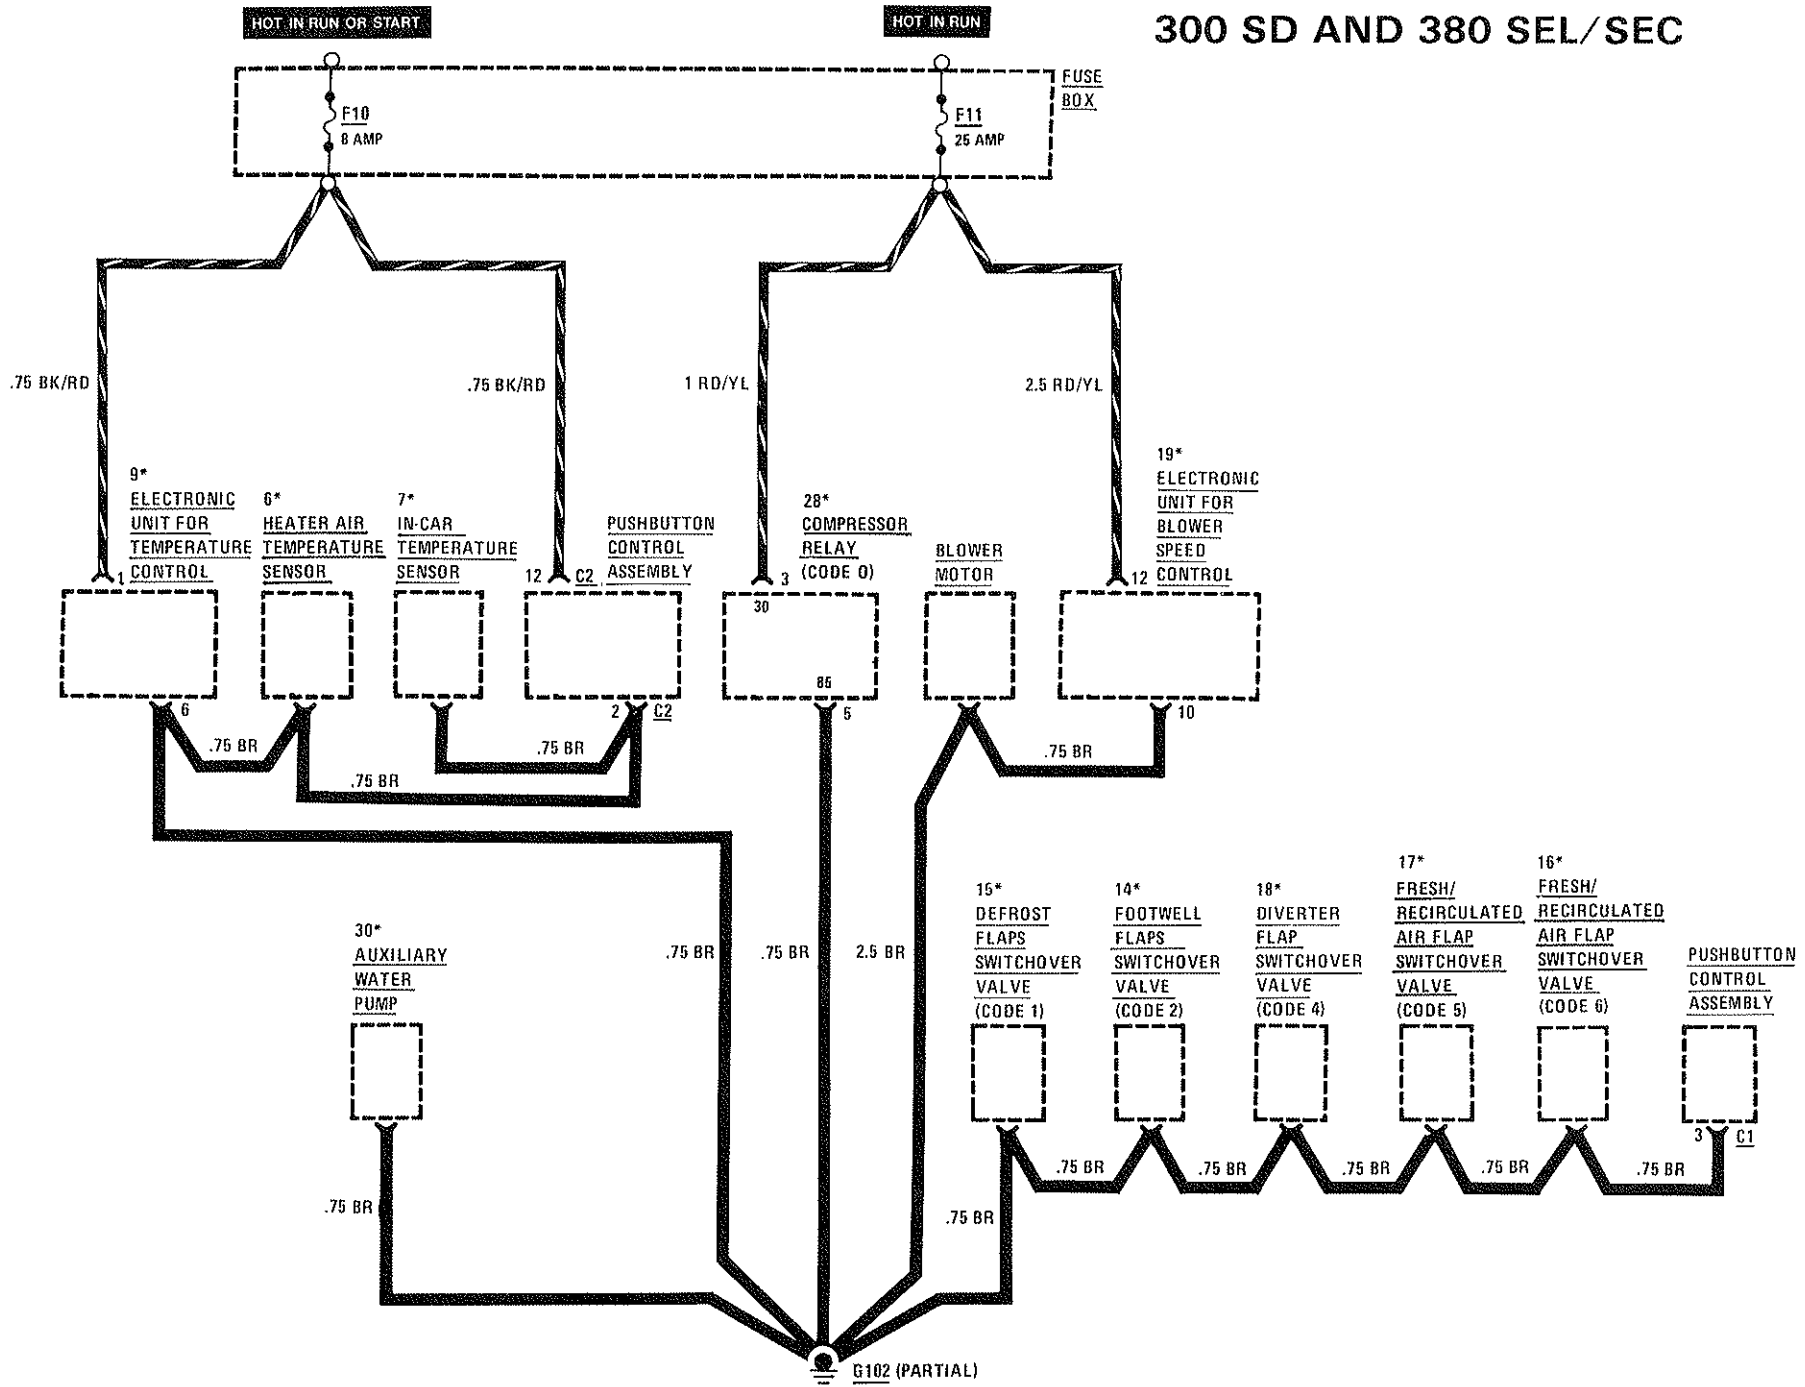 HOT IN RUN OR START
HOT IN RUN
300 SD AND 380 SEL/SEC
FUSE
BOX
F10
8 AMP
F11
25 AMP
.75 BK/RD
.75 BK/RD
1 RD/YL
2.5 RD/YL
9*
ELECTRONIC
UNIT FOR
TEMPERATURE
CONTROL
1
6*
HEATER AIR
TEMPERATURE
SENSOR
7*
IN-CAR
TEMPERATURE
SENSOR
PUSHBUTTON
CONTROL
ASSEMBLY
12
C2
28*
COMPRESSOR
RELAY
(CODE 0)
3
30
BLOWER
MOTOR
19*
ELECTRONIC
UNIT FOR
BLOWER
SPEED
CONTROL
12
85
6
2
C2
5
10
.75 BR
.75 BR
.75 BR
.75 BR
30*
AUXILIARY
WATER
PUMP
.75 BR
.75 BR
2.5 BR
15*
DEFROST
FLAPS
SWITCHOVER
VALVE
(CODE 1)
14*
FOOTWELL
FLAPS
SWITCHOVER
VALVE
(CODE 2)
18*
DIVERTER
FLAP
SWITCHOVER
VALVE
(CODE 4)
17*
FRESH/
RECIRCULATED
AIR FLAP
SWITCHOVER
VALVE
(CODE 5)
16*
FRESH/
RECIRCULATED
AIR FLAP
SWITCHOVER
VALVE
(CODE 6)
PUSHBUTTON
CONTROL
ASSEMBLY
3
C1
.75 BR
.75 BR
.75 BR
.75 BR
.75 BR
.75 BR
.75 BR
G102 (PARTIAL)